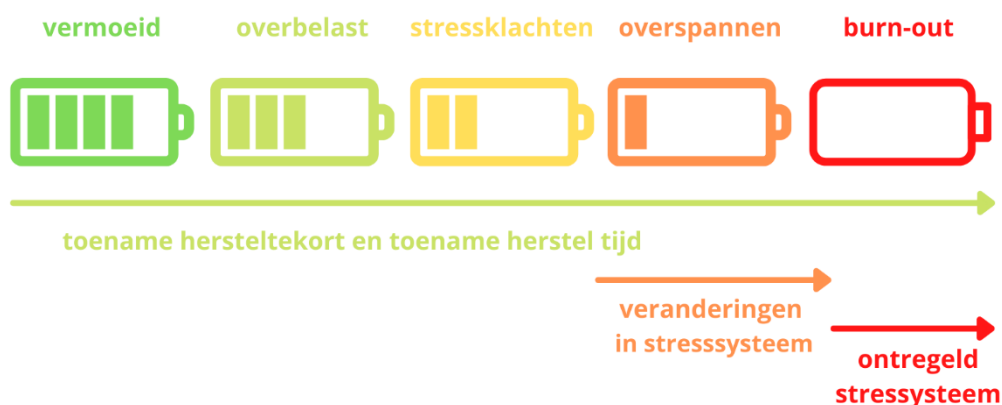 vermoeid overbelast stressklachten overspannen burn-out
toename hersteltekort en toename herstel tijd
veranderingen
in stresssysteem
ontregeld
stressysteem